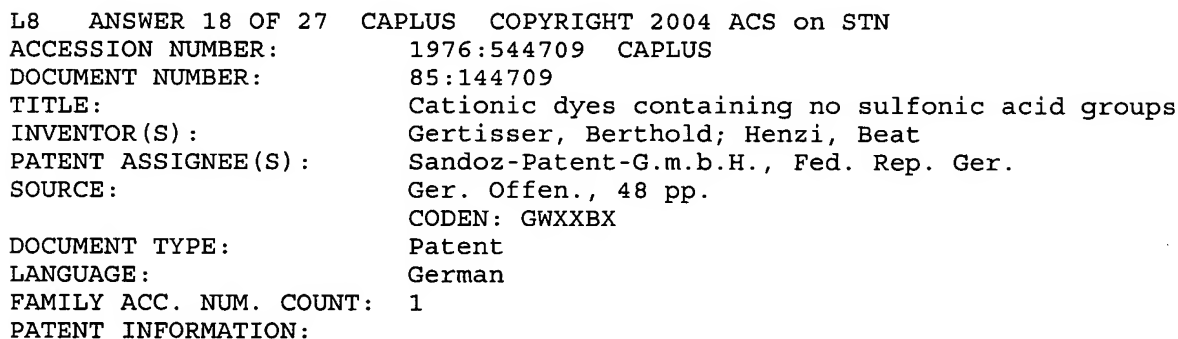 L8 ANSWER 18 OF 27 CAPLUS COPYRIGHT 2004 ACS on STN
ACCESSION NUMBER: 1976:544709 CAPLUS
DOCUMENT NUMBER: 85:144709
TITLE: Cationic dyes containing no sulfonic acid groups
INVENTOR(S): Gertisser, Berthold; Henzi, Beat
PATENT ASSIGNEE(S): Sandoz-Patent-G.m.b.H., Fed. Rep. Ger.
SOURCE: Ger. Offen., 48 pp.
CODEN: GWXXBX
DOCUMENT TYPE: Patent
LANGUAGE: German
FAMILY ACC. NUM. COUNT: 1
PATENT INFORMATION: